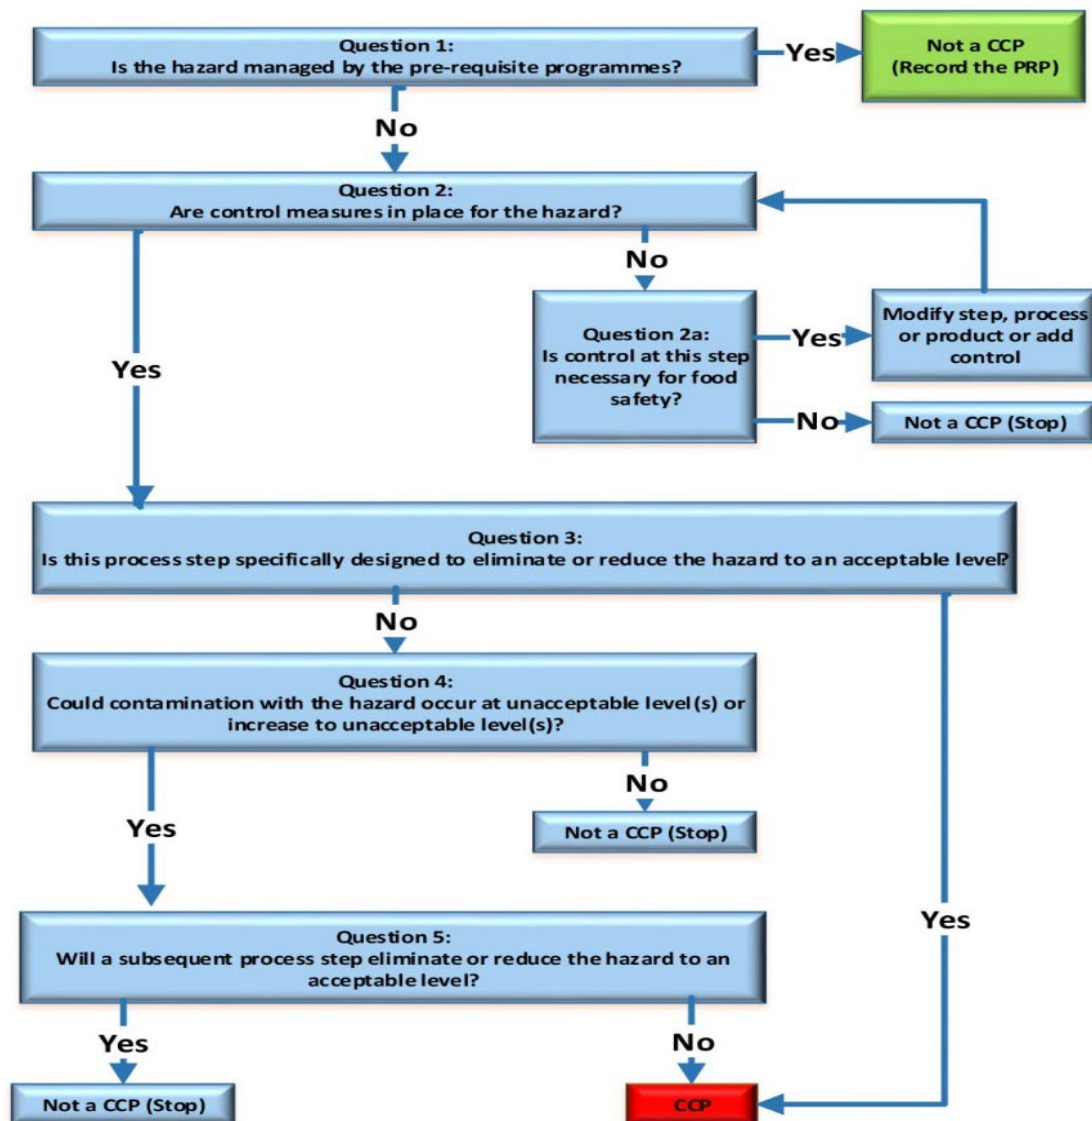 Question 1:
Is the hazard managed by the pre-requisite programmes?
Yes
Not a CCP
(Record the PRP)
No
Question 2:
Are control measures in place for the hazard?
No
Yes
Question 2a:
Is control at this step
necessary for food
safety?
Yes
Modify step, process
or product or add
control
No
Not a CCP (Stop)
Question 3:
Is this process step specifically designed to eliminate or reduce the hazard to an acceptable level?
No
Question 4:
Could contamination with the hazard occur at unacceptable level(s) or
increase to unacceptable level(s)?
No
Not a CCP (Stop)
Yes
Yes
Question 5:
Will a subsequent process step eliminate or reduce the hazard to an
acceptable level?
Yes
Not a CCP (Stop)
No
CCP